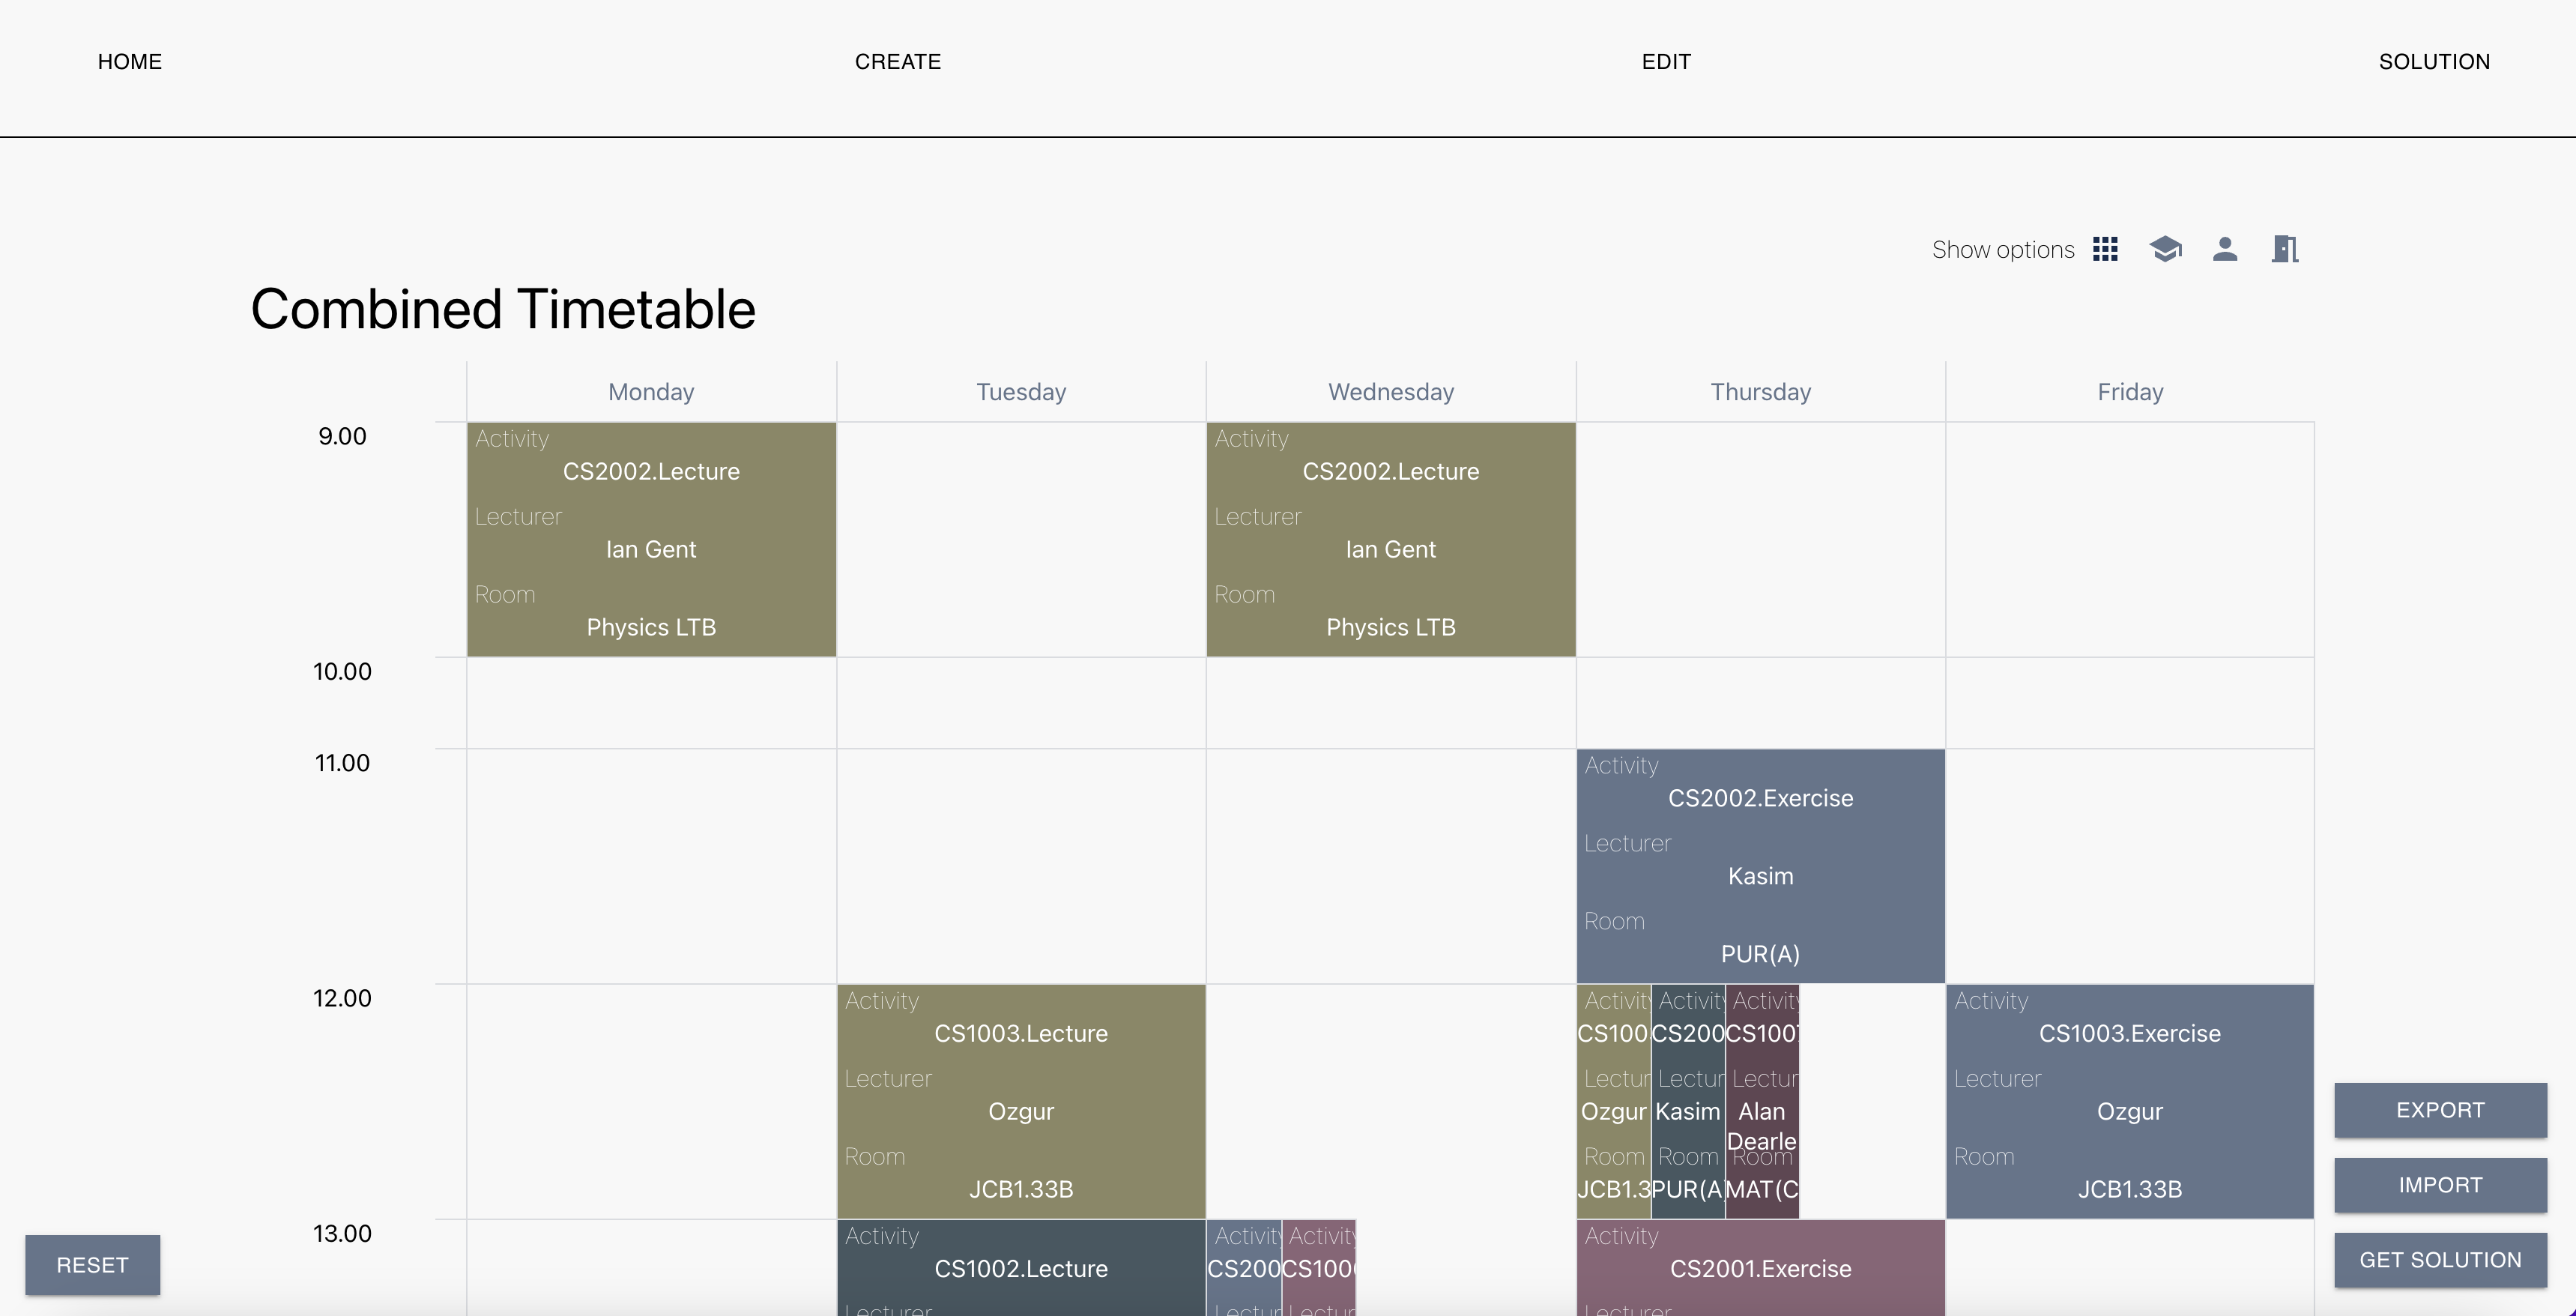 HOME
CREATE
EDIT
SOLUTION
Show options
Combined Timetable
Monday
Tuesday
Wednesday
Thursday
Friday
9.00
Activity
CS2002.Lecture
Lecturer
Ian Gent
Room
Physics LTB
Activity
CS2002.Lecture
Lecturer
Ian Gent
Room
Physics LTB
10.00
11.00
Activity
CS2002.Exercise
Lecturer
Kasim
Room
PUR(A)
12.00
Activity
CS1003.Lecture
Lecturer
Ozgur
Room
JCB1.33B
Activity
CS100
Lectur
Ozgur
Room
JCB1.3
Activity
CS200
Lectur
Kasim
Room
PUR(A)
Activity
CS1007
Lectur
Alan
Dearle
Room
MAT(C
Activity
CS1003.Exercise
Lecturer
Ozgur
Room
JCB1.33B
13.00
Activity
CS1002.Lecture
Lecturer
Activity
CS200
Lectur
Activity
CS100
Lectur
Activity
CS2001.Exercise
Lecturer
EXPORT
IMPORT
GET SOLUTION
RESET